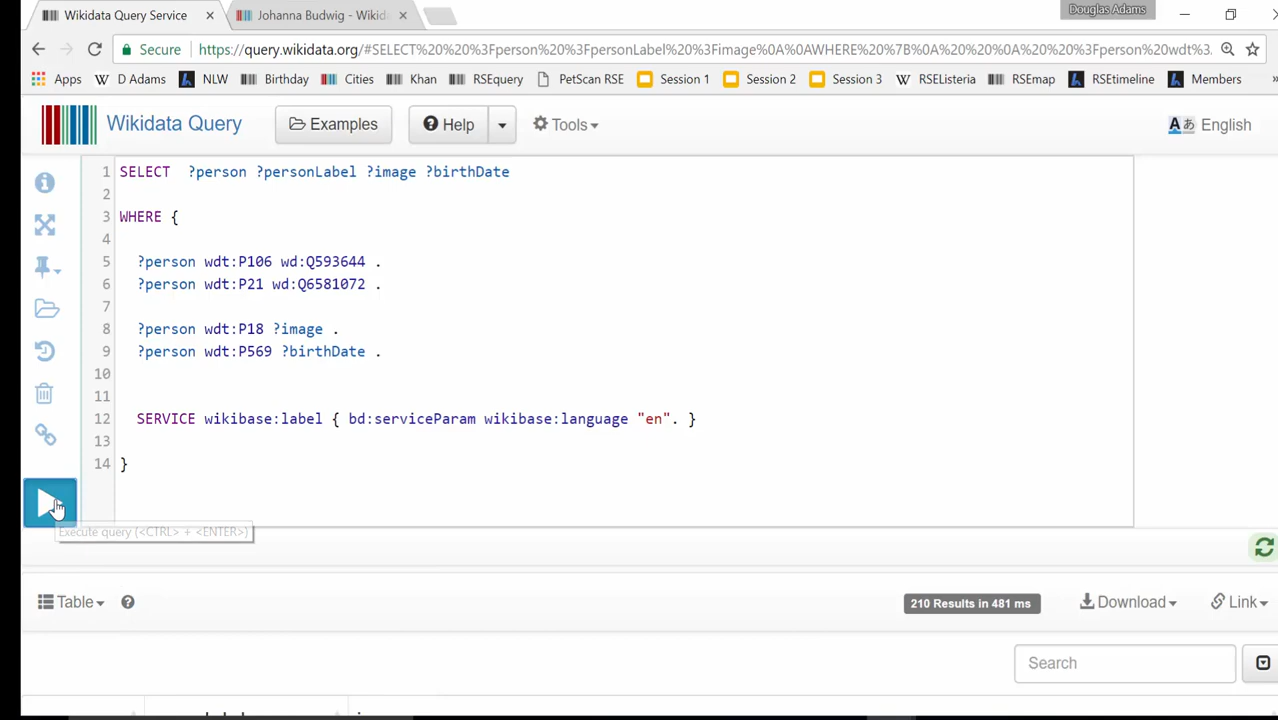 Douglas Adams
Wikidata Query Service × Johanna Budwig - Wikid ×
Secure https://query.wikidata.org/#SELECT%20%20%3Fperson%20%3FpersonLabel%20%3Fimage%0A%0AWHERE%20%7B%0A%20%20%0A%20%20%3Fperson%20wdt%3.
Apps D Adams NLW Birthday Cities Khan RSEquery PetScan RSE Session 1 Session 2 Session 3 RSEListeria RSEmap RSEtimeline Members »
Wikidata Query Examples Help Tools English
1 SELECT ?person ?personLabel ?image ?birthDate
2
3 WHERE {
4
5 ?person wdt:P106 wd:Q593644 .
6 ?person wdt:P21 wd:Q6581072 .
7
8 ?person wdt:P18 ?image .
9 ?person wdt:P569 ?birthDate .
10
11
12 SERVICE wikibase:label { bd:serviceParam wikibase:language "en". }
13
14 }
Execute query (<CTRL> + <ENTER>)
Table 210 Results in 481 ms Download Link
Search